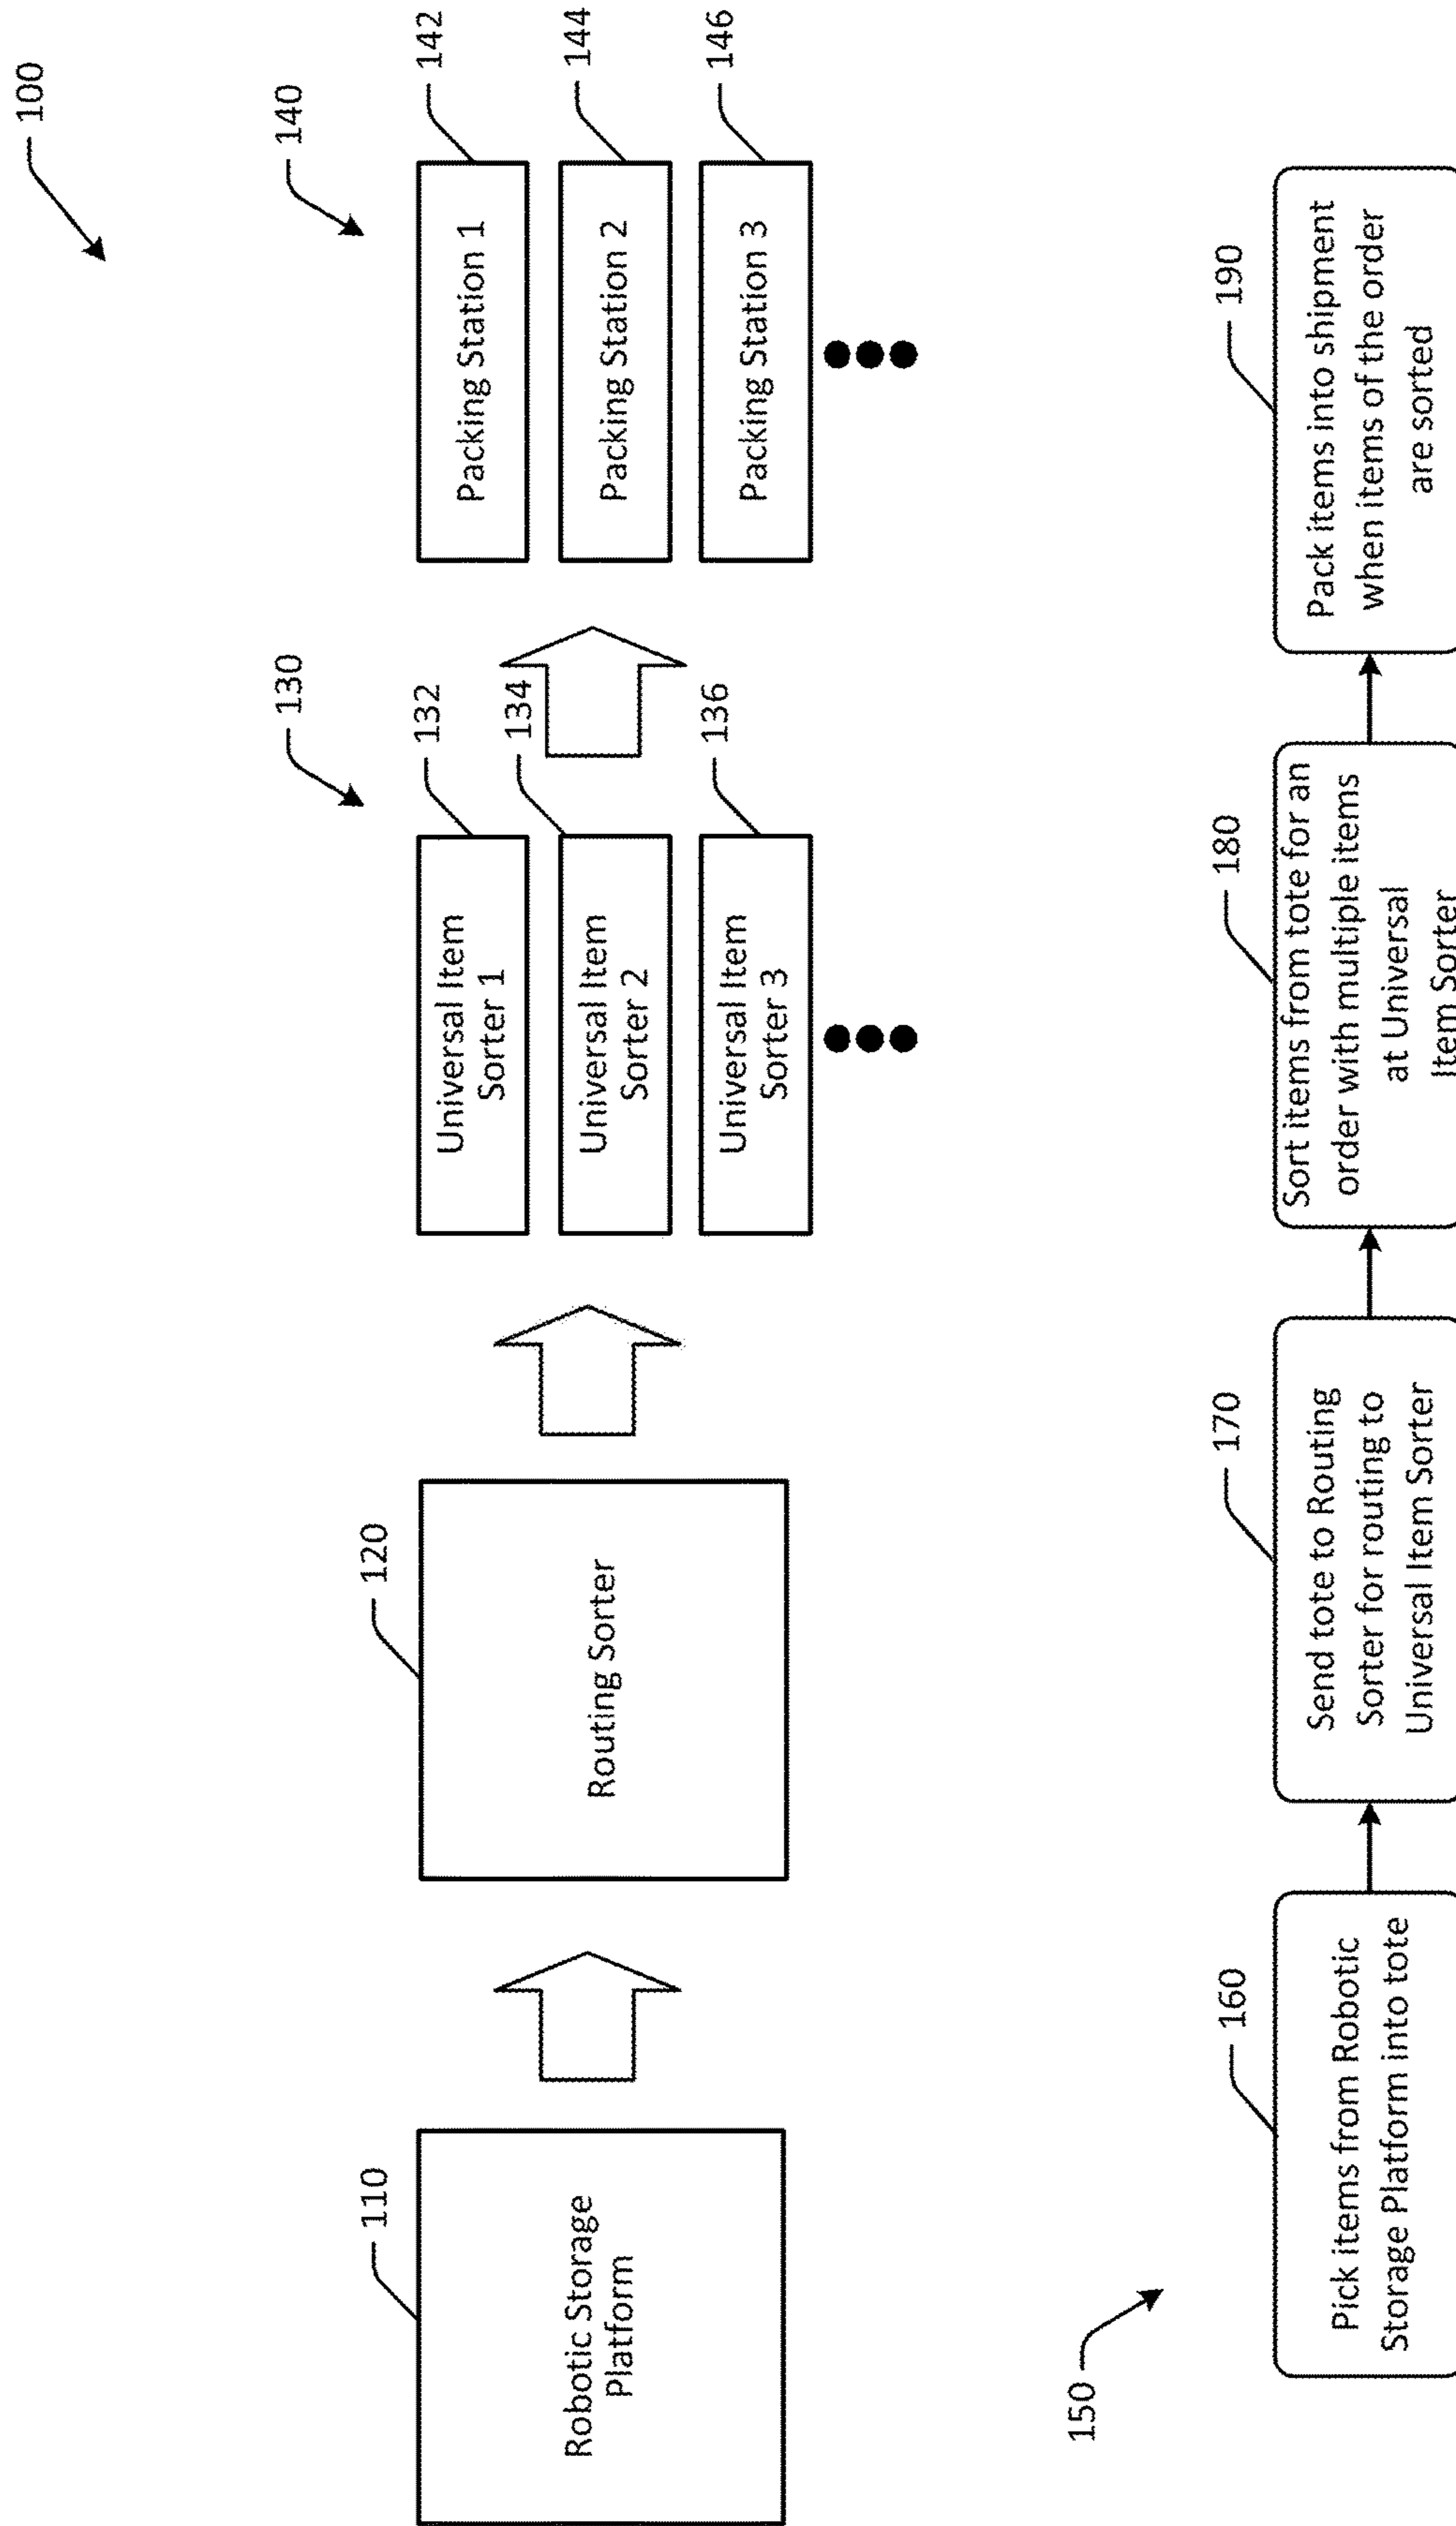 100
110
Robotic Storage
Platform
120
Routing Sorter
130
132
Universal Item
Sorter 1
134
Universal Item
Sorter 2
136
Universal Item
Sorter 3
140
142
Packing Station 1
144
Packing Station 2
146
Packing Station 3
150
160
Pick items from Robotic
Storage Platform into tote
170
Send tote to Routing
Sorter for routing to
Universal Item Sorter
180
Sort items from tote for an
order with multiple items
at Universal
Item Sorter
190
Pack items into shipment
when items of the order
are sorted